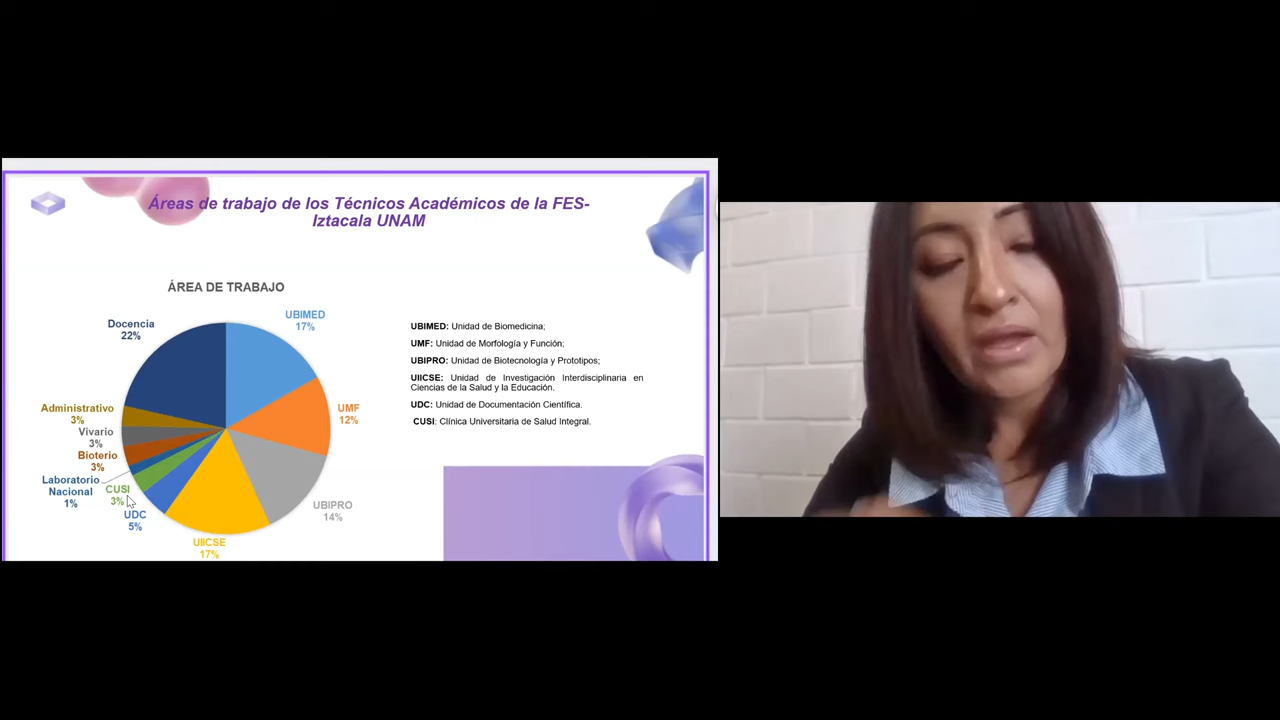 Áreas de trabajo de los Técnicos Académicos de la FES-
Iztacala UNAM
ÁREA DE TRABAJO
UBIMED
17%
UMF
12%
UBIPRO
14%
UIICSE
17%
UDC
5%
CUSI
3%
Laboratorio
Nacional
1%
Bioterio
3%
Vivario
3%
Administrativo
3%
Docencia
22%
UBIMED: Unidad de Biomedicina;
UMF: Unidad de Morfología y Función;
UBIPRO: Unidad de Biotecnología y Prototipos;
UIICSE: Unidad de Investigación Interdisciplinaria en
Ciencias de la Salud y la Educación.
UDC: Unidad de Documentación Científica.
CUSI: Clínica Universitaria de Salud Integral.